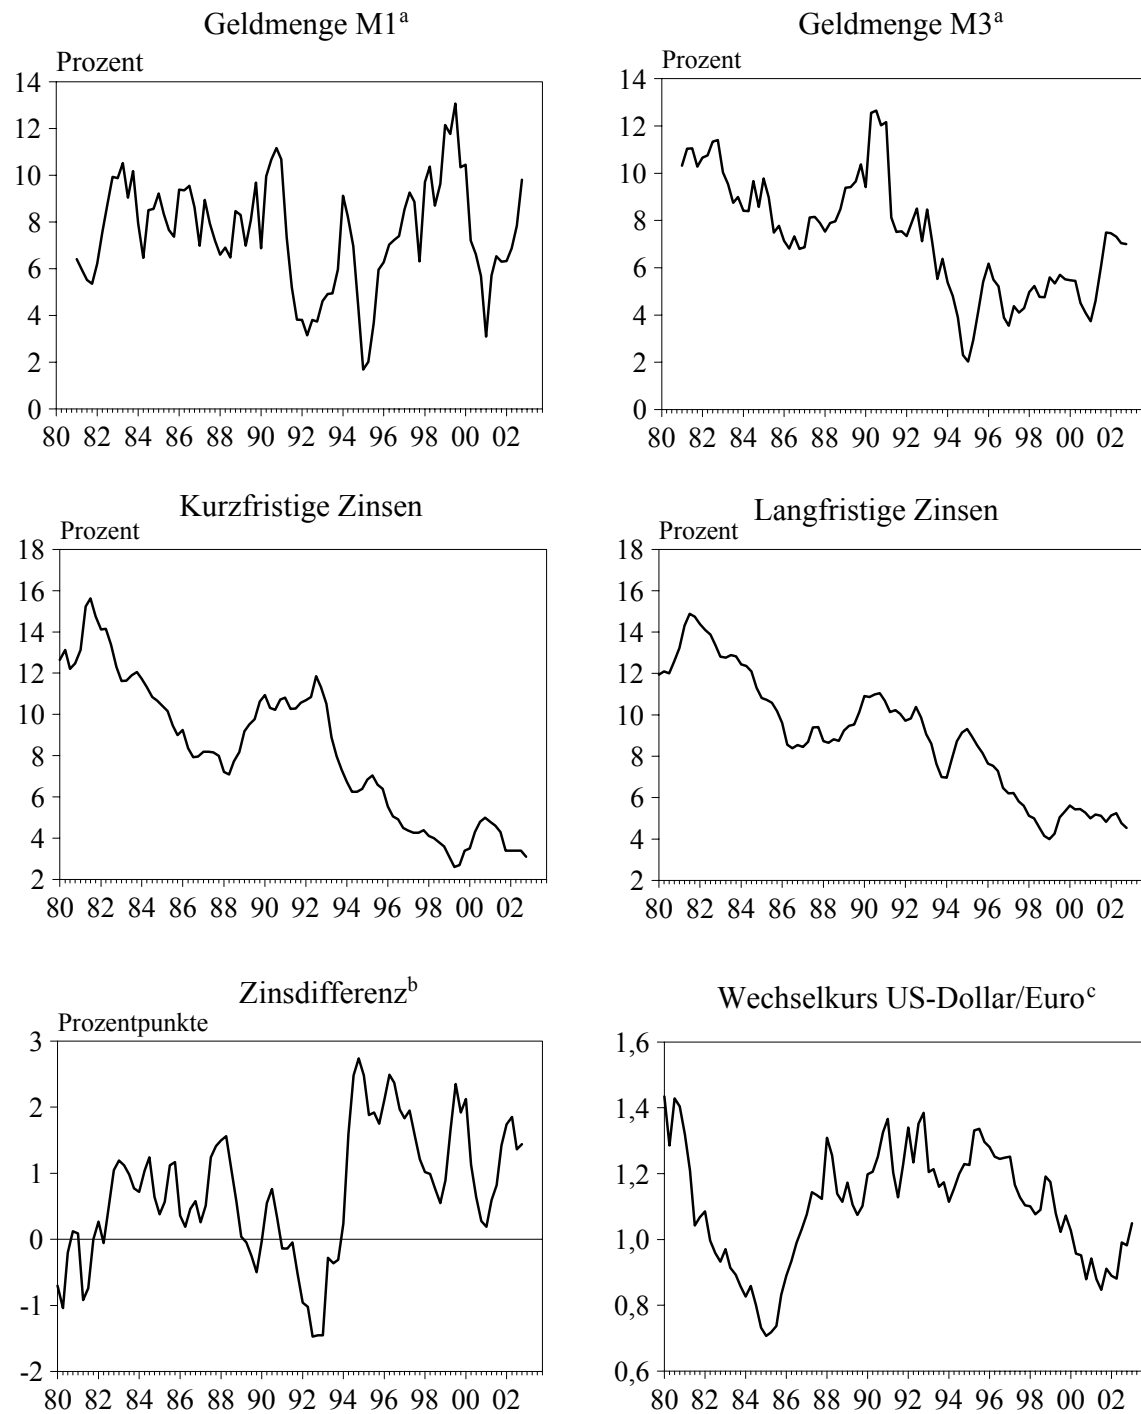 Geldmenge M1a
Prozent
14
12
10
8
6
4
2
0
80 82 84 86 88 90 92 94 96 98 00 02
Geldmenge M3a
Prozent
14
12
10
8
6
4
2
0
80 82 84 86 88 90 92 94 96 98 00 02
Kurzfristige Zinsen
Prozent
18
16
14
12
10
8
6
4
2
80 82 84 86 88 90 92 94 96 98 00 02
Langfristige Zinsen
Prozent
18
16
14
12
10
8
6
4
2
80 82 84 86 88 90 92 94 96 98 00 02
Zinsdifferenzb
Prozentpunkte
3
2
1
0
-1
-2
80 82 84 86 88 90 92 94 96 98 00 02
Wechselkurs US-Dollar/Euroc
1,6
1,4
1,2
1,0
0,8
0,6
80 82 84 86 88 90 92 94 96 98 00 02